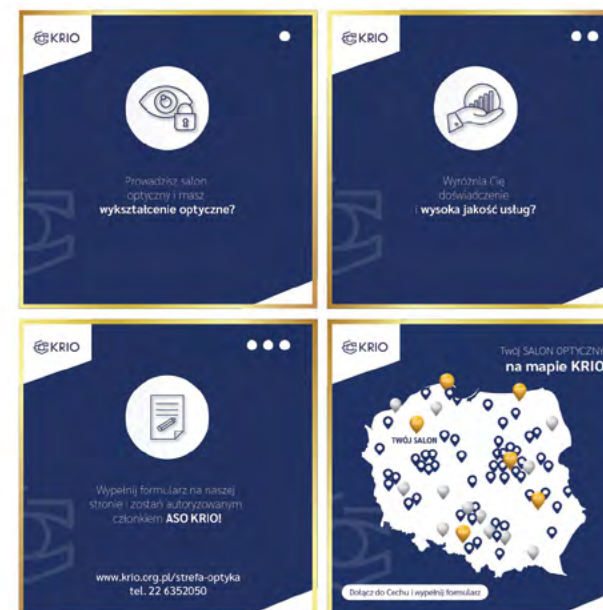 KRIO
Prowadzisz salon
optyczny i masz
wykształcenie optyczne?
KRIO
Wyróżnia Cię
doświadczenie
i wysoka jakość usług?
KRIO
Wypełnij formularz na naszej
stronie i zostań autoryzowanym
członkiem ASO KRIO!
www.krio.org.pl/strefa-optyka
tel. 22 6352050
KRIO
Twój SALON OPTYCZNY
na mapie KRIO
TWÓJ SALON
Dołącz do Cechu i wypełnij formularz